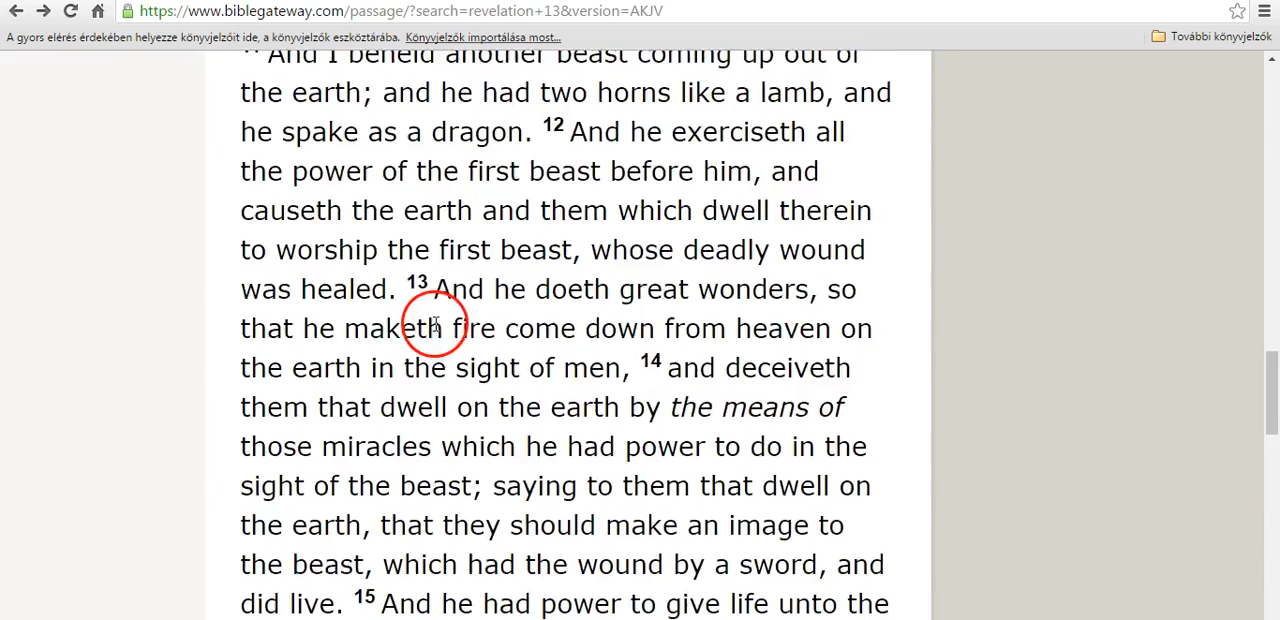 https://www.biblegateway.com/passage/?search=revelation+13&version=AKJV
A gyors elérés érdekében helyezze könyvjelzőit ide, a könyvjelzők eszköztárába. Könyvjelzők importálása most... További könyvjelzők
And I beheld another beast coming up out of
the earth; and he had two horns like a lamb, and
he spake as a dragon. 12 And he exerciseth all
the power of the first beast before him, and
causeth the earth and them which dwell therein
to worship the first beast, whose deadly wound
was healed. 13 And he doeth great wonders, so
that he maketh fire come down from heaven on
the earth in the sight of men, 14 and deceiveth
them that dwell on the earth by the means of
those miracles which he had power to do in the
sight of the beast; saying to them that dwell on
the earth, that they should make an image to
the beast, which had the wound by a sword, and
did live. 15 And he had power to give life unto the